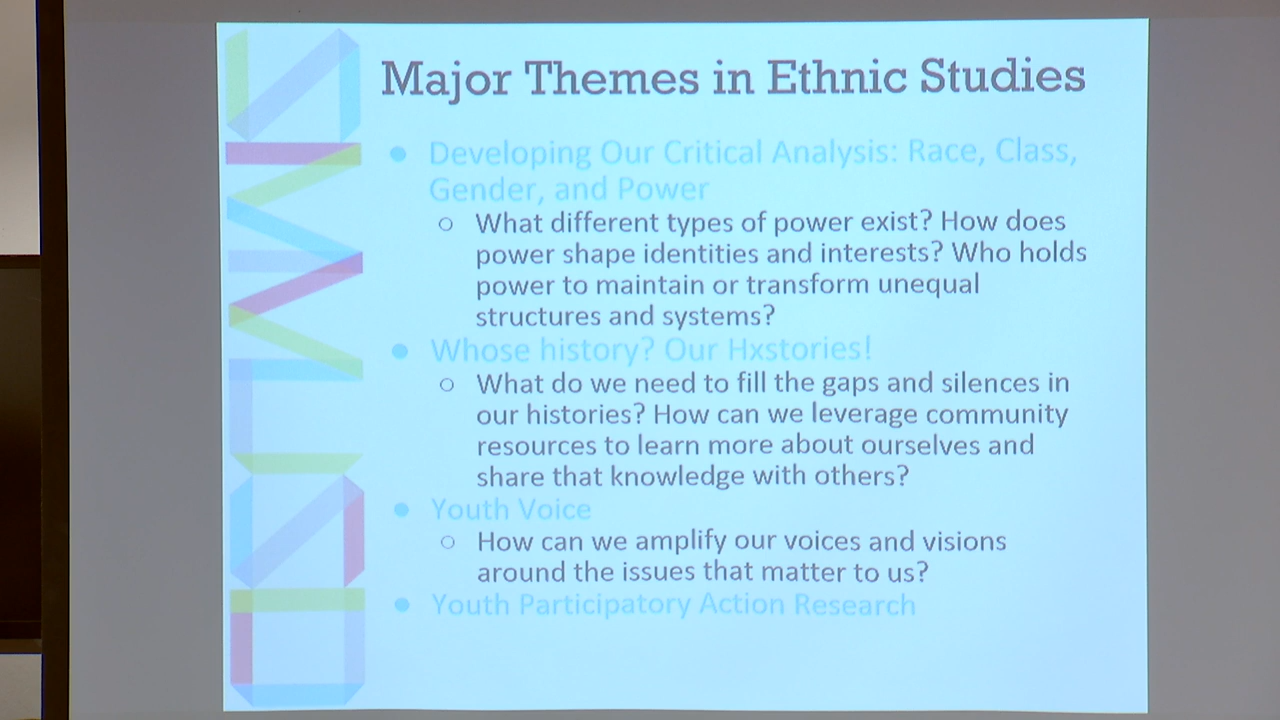 Major Themes in Ethnic Studies
● Developing Our Critical Analysis: Race, Class,
Gender, and Power
○ What different types of power exist? How does
power shape identities and interests? Who holds
power to maintain or transform unequal
structures and systems?
● Whose history? Our Hxstories!
○ What do we need to fill the gaps and silences in
our histories? How can we leverage community
resources to learn more about ourselves and
share that knowledge with others?
● Youth Voice
○ How can we amplify our voices and visions
around the issues that matter to us?
● Youth Participatory Action Research